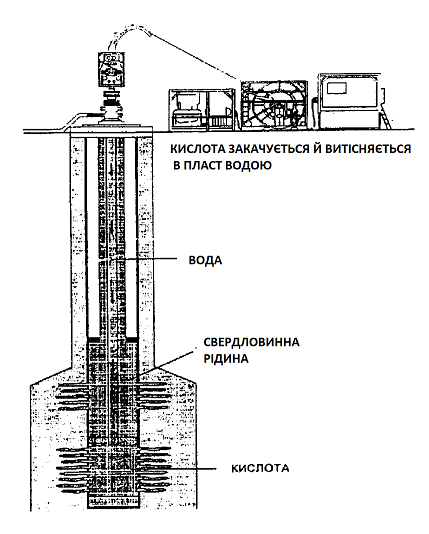 КИСЛОТА ЗАКАЧУЄТЬСЯ Й ВИТІСНЯЄТЬСЯ
В ПЛАСТ ВОДОЮ
ВОДА
СВЕРДЛОВИННА
РІДИНА
КИСЛОТА